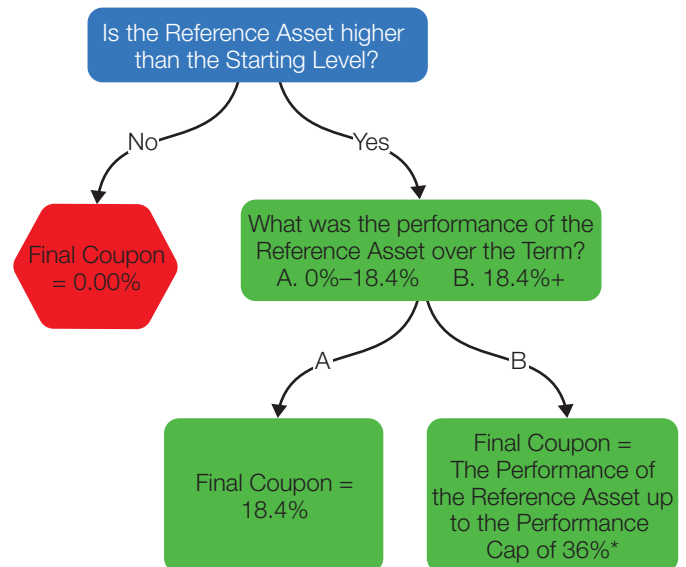 Is the Reference Asset higher
than the Starting Level?
No
Yes
Final Coupon
= 0.00%
What was the performance of the
Reference Asset over the Term?
A. 0%–18.4% B. 18.4%+
A
B
Final Coupon =
18.4%
Final Coupon =
The Performance of
the Reference Asset up
to the Performance
Cap of 36%*